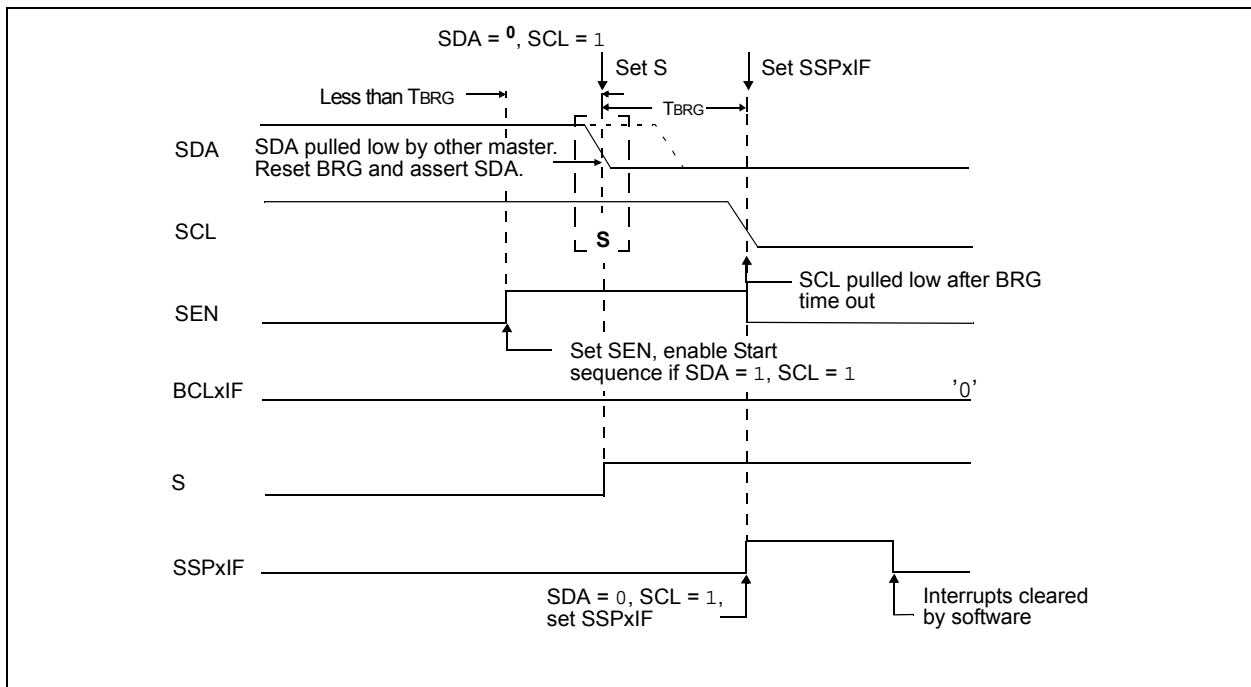 SDA = 0, SCL = 1
Set S
Set SSPxIF
Less than TBRG
TBRG
SDA
SDA pulled low by other master.
Reset BRG and assert SDA.
SCL
S
SCL pulled low after BRG
time out
SEN
Set SEN, enable Start
sequence if SDA = 1, SCL = 1
BCLxIF
'0'
S
SSPxIF
SDA = 0, SCL = 1,
set SSPxIF
Interrupts cleared
by software